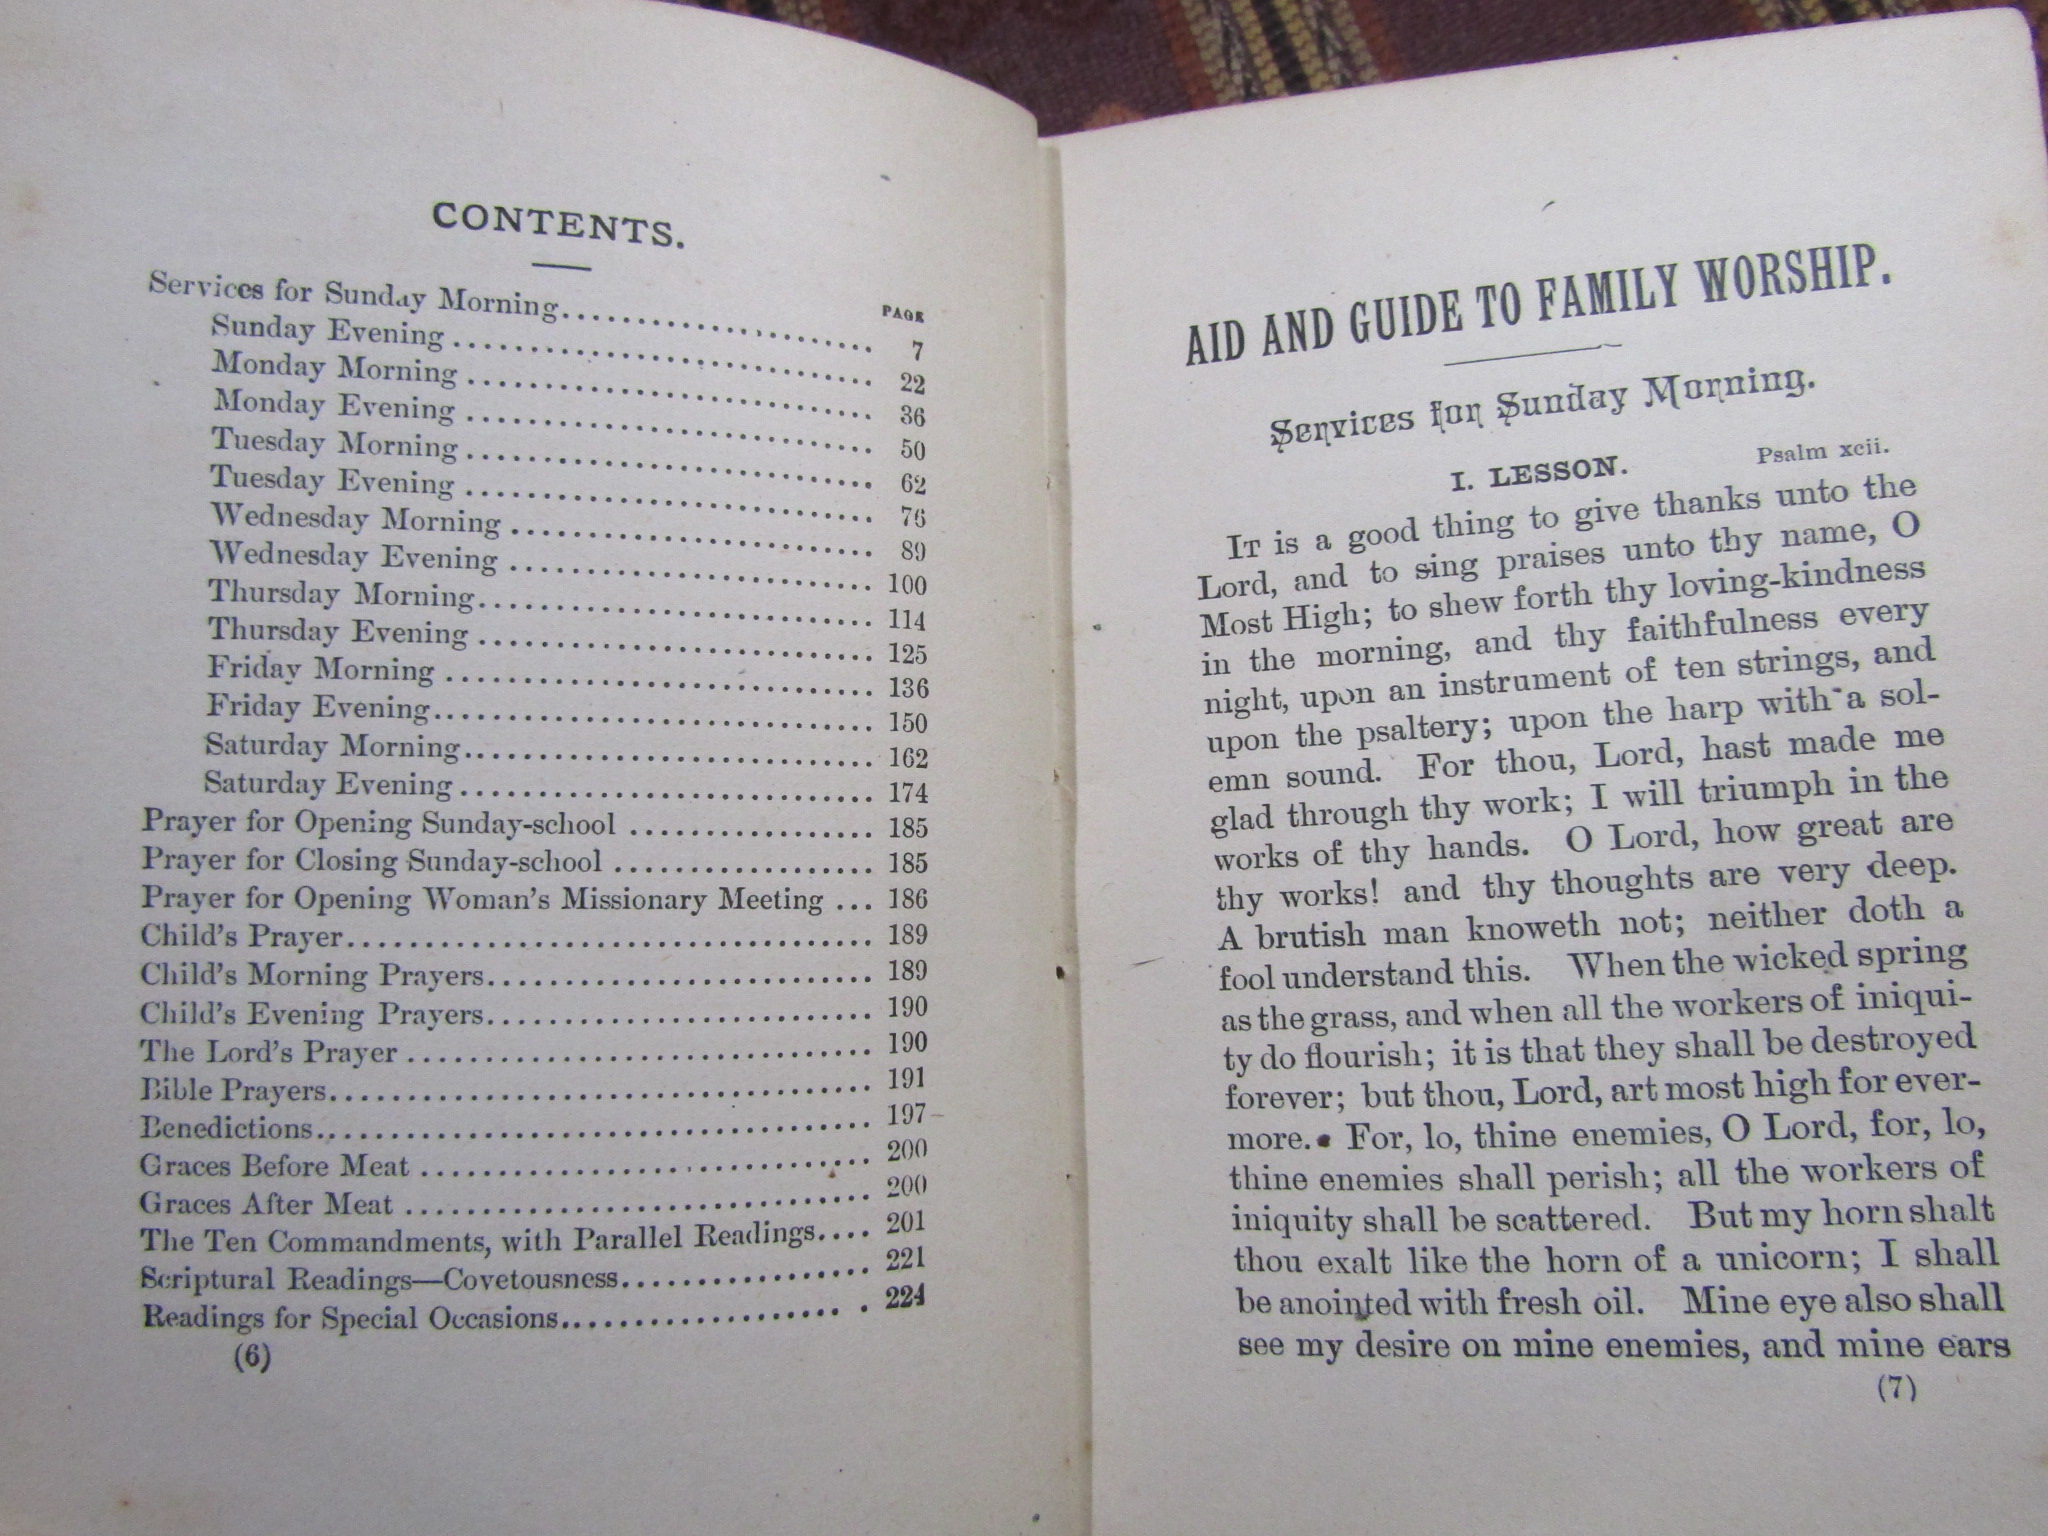 CONTENTS.
PAGE
Services for Sunday Morning................. 7
Sunday Evening ........................... 22
Monday Morning .......................... 36
Monday Evening .......................... 50
Tuesday Morning .......................... 62
Tuesday Evening .......................... 76
Wednesday Morning ....................... 89
Wednesday Evening ....................... 100
Thursday Morning......................... 114
Thursday Evening ......................... 125
Friday Morning ........................... 136
Friday Evening............................ 150
Saturday Morning.......................... 162
Saturday Evening.......................... 174
Prayer for Opening Sunday-school ............... 185
Prayer for Closing Sunday-school ................ 185
Prayer for Opening Woman's Missionary Meeting ... 186
Child's Prayer.................................. 189
Child's Morning Prayers......................... 189
Child's Evening Prayers......................... 190
The Lord's Prayer .............................. 190
Bible Prayers................................... 191
Benedictions.................................... 197
Graces Before Meat ............................. 200
Graces After Meat .............................. 200
The Ten Commandments, with Parallel Readings.... 201
Scriptural Readings—Covetousness................ 221
Readings for Special Occasions.................. 224
(6)
AID AND GUIDE TO FAMILY WORSHIP.
Services for Sunday Morning.
I. LESSON. Psalm xcii.
IT is a good thing to give thanks unto the
Lord, and to sing praises unto thy name, O
Most High; to shew forth thy loving-kindness
in the morning, and thy faithfulness every
night, upon an instrument of ten strings, and
upon the psaltery; upon the harp with a sol-
emn sound. For thou, Lord, hast made me
glad through thy work; I will triumph in the
works of thy hands. O Lord, how great are
thy works! and thy thoughts are very deep.
A brutish man knoweth not; neither doth a
fool understand this. When the wicked spring
as the grass, and when all the workers of iniqui-
ty do flourish; it is that they shall be destroyed
forever; but thou, Lord, art most high for ever-
more. For, lo, thine enemies, O Lord, for, lo,
thine enemies shall perish; all the workers of
iniquity shall be scattered. But my horn shalt
thou exalt like the horn of a unicorn; I shall
be anointed with fresh oil. Mine eye also shall
see my desire on mine enemies, and mine ears
(7)